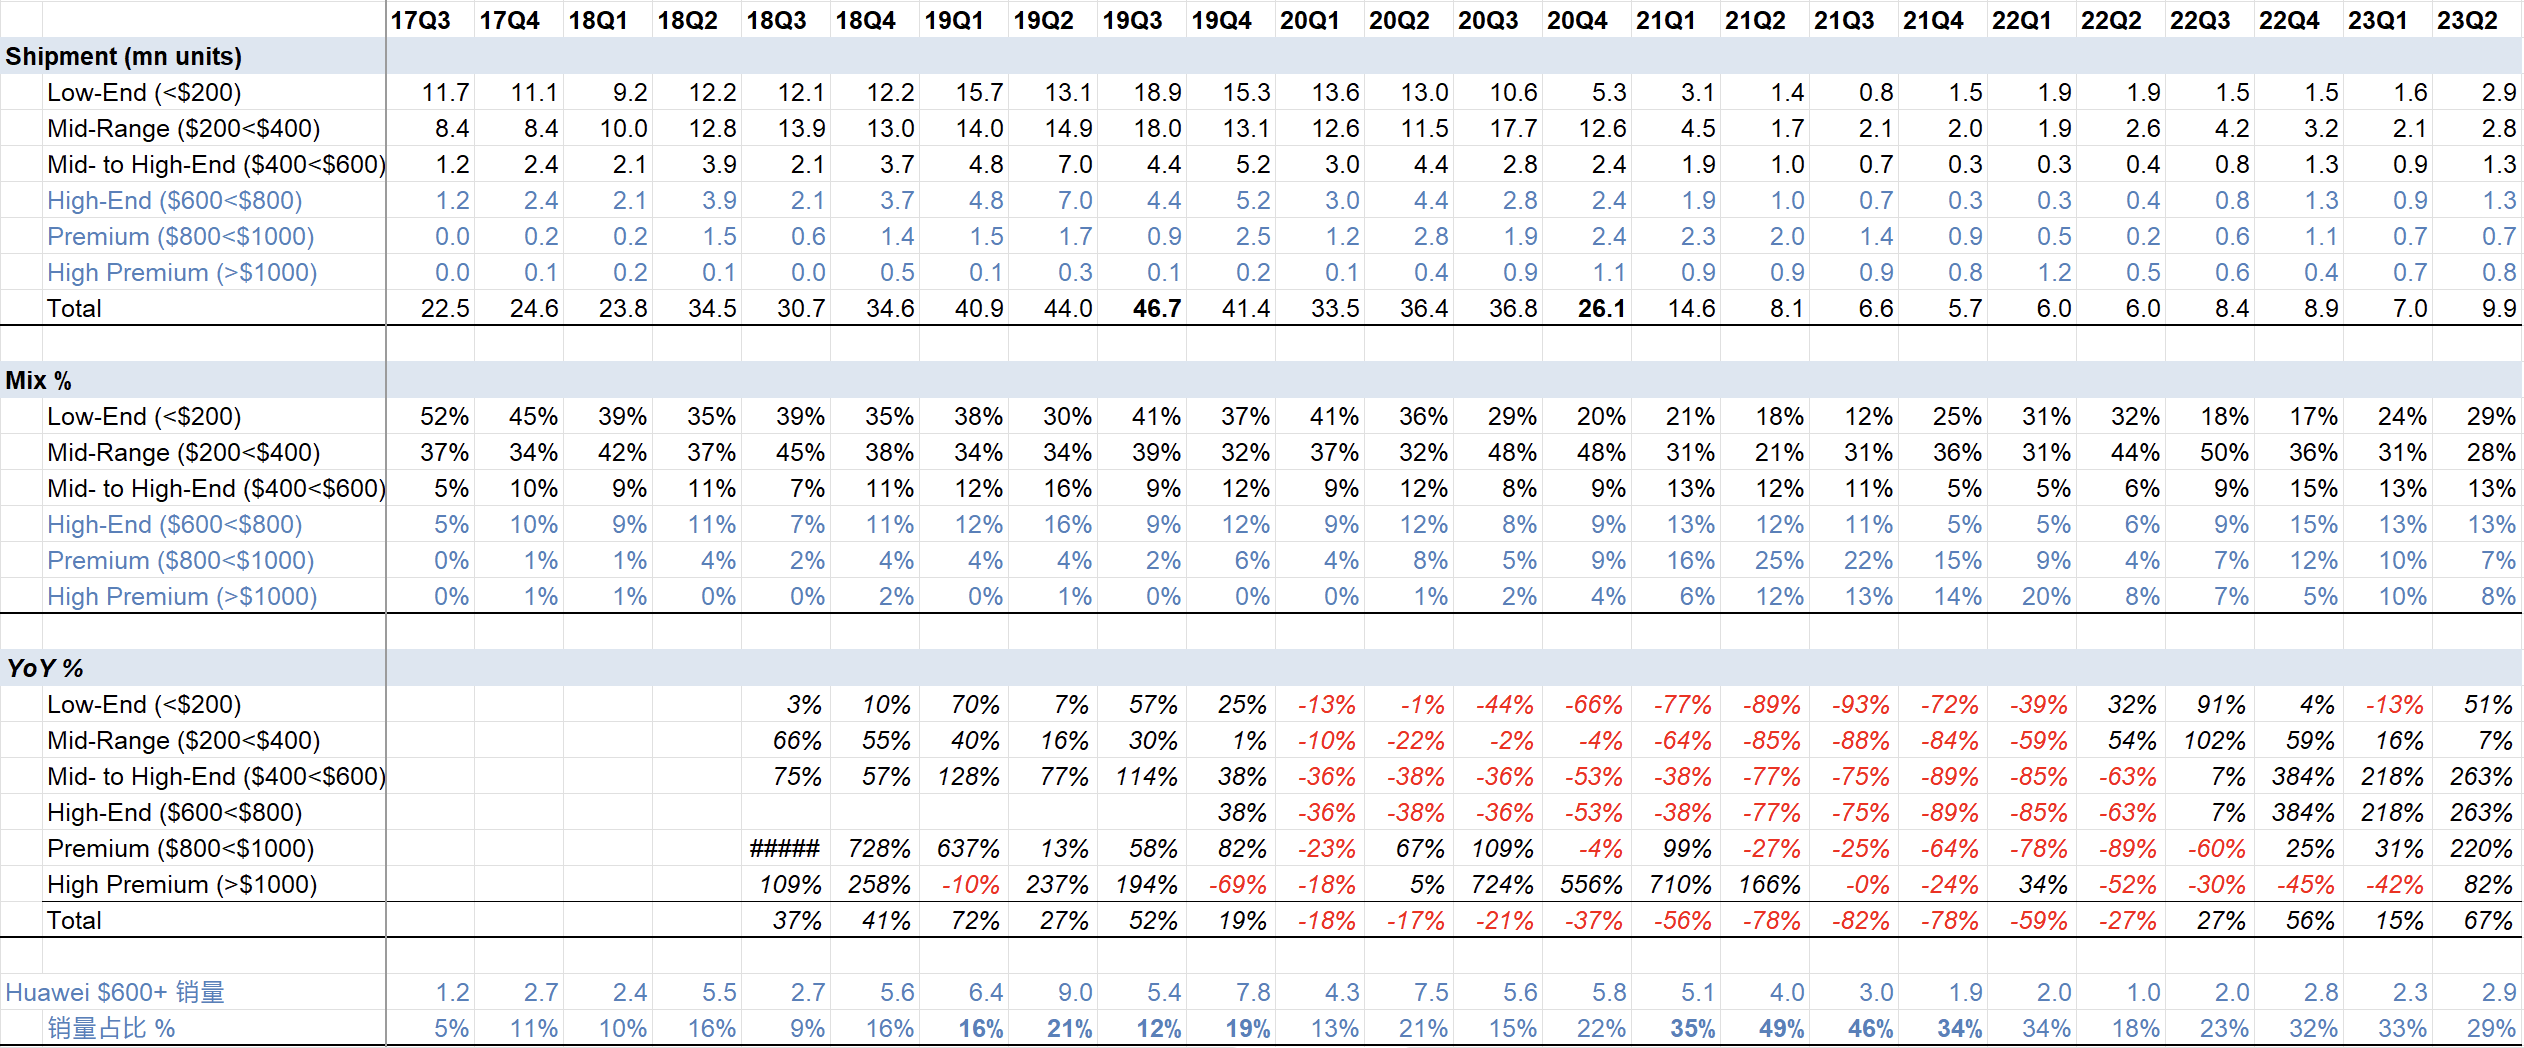 17Q3 17Q4 18Q1 18Q2 18Q3 18Q4 19Q1 19Q2 19Q3 19Q4 20Q1 20Q2 20Q3 20Q4 21Q1 21Q2 21Q3 21Q4 22Q1 22Q2 22Q3 22Q4 23Q1 23Q2
Shipment (mn units)
Low-End (<$200) 11.7 11.1 9.2 12.2 12.1 12.2 15.7 13.1 18.9 15.3 13.6 13.0 10.6 5.3 3.1 1.4 0.8 1.5 1.9 1.9 1.5 1.5 1.6 2.9
Mid-Range ($200<$400) 8.4 8.4 10.0 12.8 13.9 13.0 14.0 14.9 18.0 13.1 12.6 11.5 17.7 12.6 4.5 1.7 2.1 2.0 1.9 2.6 4.2 3.2 2.1 2.8
Mid- to High-End ($400<$600) 1.2 2.4 2.1 3.9 2.1 3.7 4.8 7.0 4.4 5.2 3.0 4.4 2.8 2.4 1.9 1.0 0.7 0.3 0.3 0.4 0.8 1.3 0.9 1.3
High-End ($600<$800) 1.2 2.4 2.1 3.9 2.1 3.7 4.8 7.0 4.4 5.2 3.0 4.4 2.8 2.4 1.9 1.0 0.7 0.3 0.3 0.4 0.8 1.3 0.9 1.3
Premium ($800<$1000) 0.0 0.2 0.2 1.5 0.6 1.4 1.5 1.7 0.9 2.5 1.2 2.8 1.9 2.4 2.3 2.0 1.4 0.9 0.5 0.2 0.6 1.1 0.7 0.7
High Premium (>$1000) 0.0 0.1 0.2 0.1 0.0 0.5 0.1 0.3 0.1 0.2 0.1 0.4 0.9 1.1 0.9 0.9 0.9 0.8 1.2 0.5 0.6 0.4 0.7 0.8
Total 22.5 24.6 23.8 34.5 30.7 34.6 40.9 44.0 46.7 41.4 33.5 36.4 36.8 26.1 14.6 8.1 6.6 5.7 6.0 6.0 8.4 8.9 7.0 9.9
Mix %
Low-End (<$200) 52% 45% 39% 35% 39% 35% 38% 30% 41% 37% 41% 36% 29% 20% 21% 18% 12% 25% 31% 32% 18% 17% 24% 29%
Mid-Range ($200<$400) 37% 34% 42% 37% 45% 38% 34% 34% 39% 32% 37% 32% 48% 48% 31% 21% 31% 36% 31% 44% 50% 36% 31% 28%
Mid- to High-End ($400<$600) 5% 10% 9% 11% 7% 11% 12% 16% 9% 12% 9% 12% 8% 9% 13% 12% 11% 5% 5% 6% 9% 15% 13% 13%
High-End ($600<$800) 5% 10% 9% 11% 7% 11% 12% 16% 9% 12% 9% 12% 8% 9% 13% 12% 11% 5% 5% 6% 9% 15% 13% 13%
Premium ($800<$1000) 0% 1% 1% 4% 2% 4% 4% 4% 2% 6% 4% 8% 5% 9% 16% 25% 22% 15% 9% 4% 7% 12% 10% 7%
High Premium (>$1000) 0% 1% 1% 0% 0% 2% 0% 1% 0% 0% 0% 1% 2% 4% 6% 12% 13% 14% 20% 8% 7% 5% 10% 8%
YoY %
Low-End (<$200) 3% 10% 70% 7% 57% 25% -13% -1% -44% -66% -77% -89% -93% -72% -39% 32% 91% 4% -13% 51%
Mid-Range ($200<$400) 66% 55% 40% 16% 30% 1% -10% -22% -2% -4% -64% -85% -88% -84% -59% 54% 102% 59% 16% 7%
Mid- to High-End ($400<$600) 75% 57% 128% 77% 114% 38% -36% -38% -36% -53% -38% -77% -75% -89% -85% -63% 7% 384% 218% 263%
High-End ($600<$800) 38% -36% -38% -36% -53% -38% -77% -75% -89% -85% -63% 7% 384% 218% 263%
Premium ($800<$1000) ##### 728% 637% 13% 58% 82% -23% 67% 109% -4% 99% -27% -25% -64% -78% -89% -60% 25% 31% 220%
High Premium (>$1000) 109% 258% -10% 237% 194% -69% -18% 5% 724% 556% 710% 166% -0% -24% 34% -52% -30% -45% -42% 82%
Total 37% 41% 72% 27% 52% 19% -18% -17% -21% -37% -56% -78% -82% -78% -59% -27% 27% 56% 15% 67%
Huawei $600+ 销量 1.2 2.7 2.4 5.5 2.7 5.6 6.4 9.0 5.4 7.8 4.3 7.5 5.6 5.8 5.1 4.0 3.0 1.9 2.0 1.0 2.0 2.8 2.3 2.9
销量占比 % 5% 11% 10% 16% 9% 16% 16% 21% 12% 19% 13% 21% 15% 22% 35% 49% 46% 34% 34% 18% 23% 32% 33% 29%